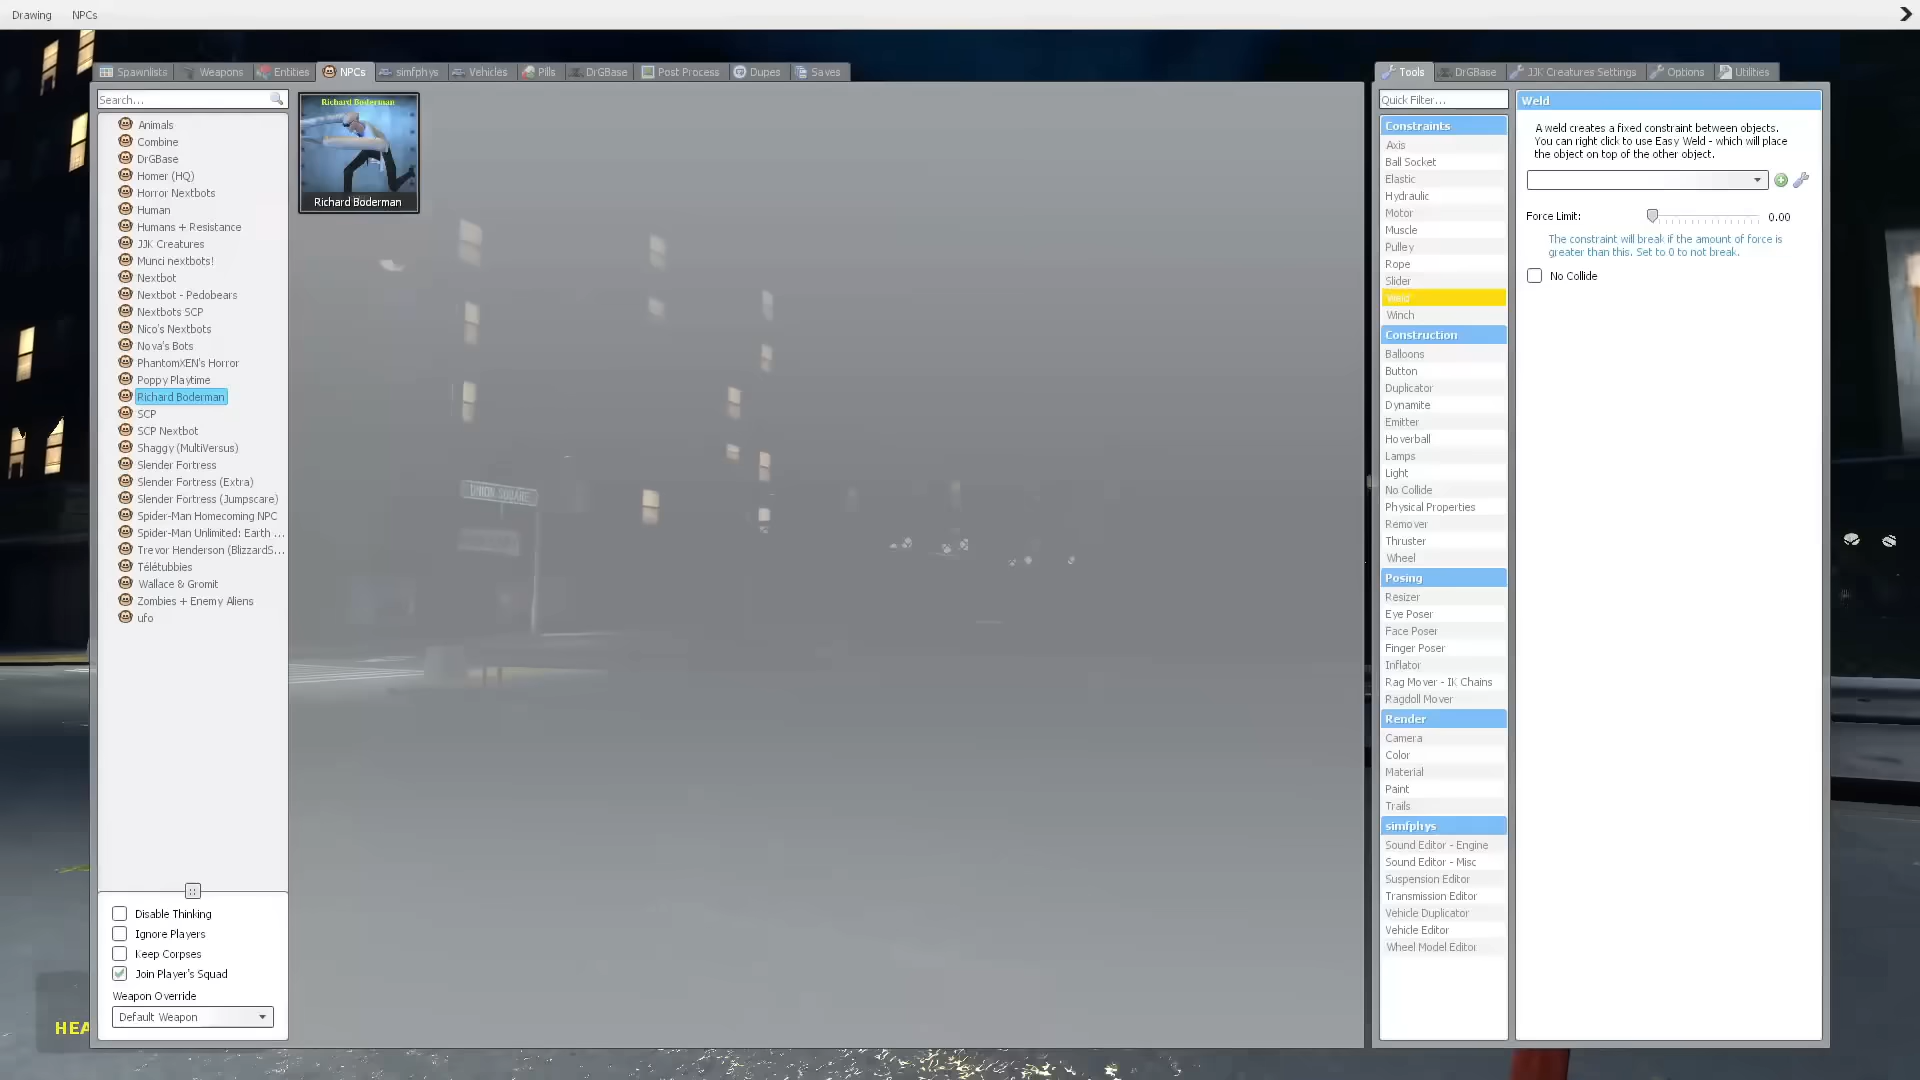 Drawing
NPCs
Spawnlists
Weapons
Entities
NPCs
simfphys
Vehicles
Pills
DrGBase
Post Process
Dupes
Saves
Search...
Animals
Combine
DrGBase
Homer (HQ)
Horror Nextbots
Human
Humans + Resistance
JJK Creatures
Munci nextbots!
Nextbot
Nextbot - Pedobears
Nextbots SCP
Nico's Nextbots
Nova's Bots
PhantomXEN's Horror
Poppy Playtime
Richard Boderman
SCP
SCP Nextbot
Shaggy (MultiVersus)
Slender Fortress
Slender Fortress (Extra)
Slender Fortress (Jumpscare)
Spider-Man Homecoming NPC
Spider-Man Unlimited: Earth ...
Trevor Henderson (BlizzardS...
Télétubbies
Wallace & Gromit
Zombies + Enemy Aliens
ufo
Disable Thinking
Ignore Players
Keep Corpses
Join Player's Squad
Weapon Override
Default Weapon
HEA
Richard Boderman
Richard Boderman
UNION SQUARE
Tools
DrGBase
JJK Creatures Settings
Options
Utilities
Quick Filter...
Constraints
Axis
Ball Socket
Elastic
Hydraulic
Motor
Muscle
Pulley
Rope
Slider
Weld
Winch
Construction
Balloons
Button
Duplicator
Dynamite
Emitter
Hoverball
Lamps
Light
No Collide
Physical Properties
Remover
Thruster
Wheel
Posing
Resizer
Eye Poser
Face Poser
Finger Poser
Inflator
Rag Mover - IK Chains
Ragdoll Mover
Render
Camera
Color
Material
Paint
Trails
simfphys
Sound Editor - Engine
Sound Editor - Misc
Suspension Editor
Transmission Editor
Vehicle Duplicator
Vehicle Editor
Wheel Model Editor
Weld
A weld creates a fixed constraint between objects.
You can right click to use Easy Weld - which will place
the object on top of the other object.
Force Limit:
0.00
The constraint will break if the amount of force is
greater than this. Set to 0 to not break.
No Collide